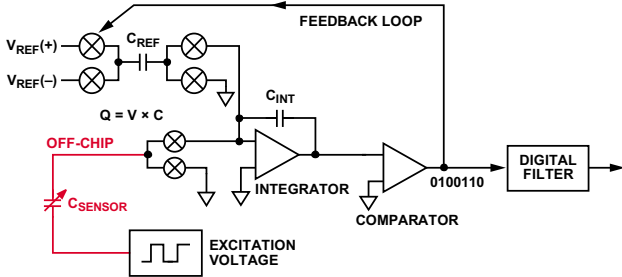 FEEDBACK LOOP
VREF(+)
CREF
VREF(–)
Q = V × C
CINT
OFF-CHIP
INTEGRATOR
0100110
DIGITAL
FILTER
COMPARATOR
CSENSOR
EXCITATION
VOLTAGE